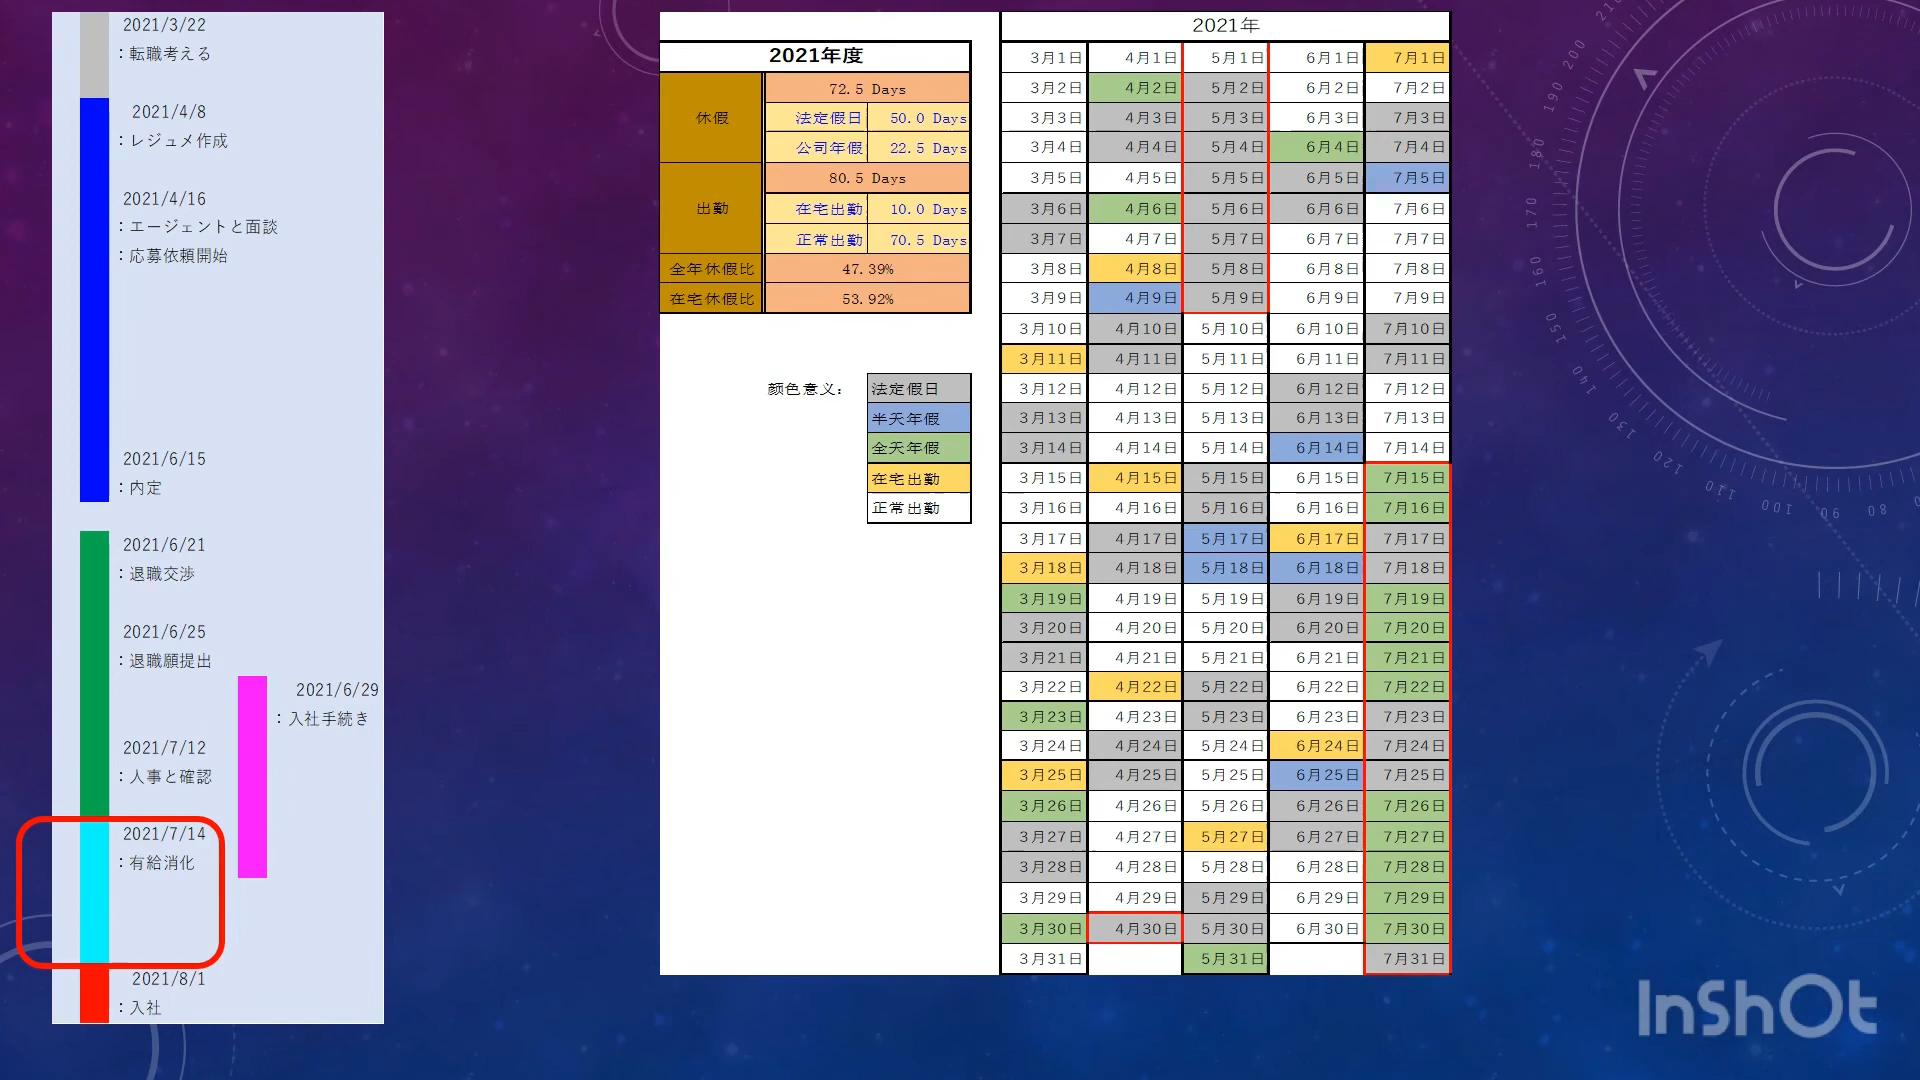 2021/3/22
：転職考える
2021/4/8
：レジュメ作成
2021/4/16
：エージェントと面談
：応募依頼開始
2021/6/15
：内定
2021/6/21
：退職交渉
2021/6/25
：退職願提出
2021/6/29
：入社手続き
2021/7/12
：人事と確認
2021/7/14
：有給消化
2021/8/1
：入社
2021年度
休假 72.5 Days
法定假日 50.0 Days
公司年假 22.5 Days
出勤 80.5 Days
在宅出勤 10.0 Days
正常出勤 70.5 Days
全年休假比 47.39%
在宅休假比 53.92%
颜色意义：
法定假日
半天年假
全天年假
在宅出勤
正常出勤
2021年
3月1日 4月1日 5月1日 6月1日 7月1日
3月2日 4月2日 5月2日 6月2日 7月2日
3月3日 4月3日 5月3日 6月3日 7月3日
3月4日 4月4日 5月4日 6月4日 7月4日
3月5日 4月5日 5月5日 6月5日 7月5日
3月6日 4月6日 5月6日 6月6日 7月6日
3月7日 4月7日 5月7日 6月7日 7月7日
3月8日 4月8日 5月8日 6月8日 7月8日
3月9日 4月9日 5月9日 6月9日 7月9日
3月10日 4月10日 5月10日 6月10日 7月10日
3月11日 4月11日 5月11日 6月11日 7月11日
3月12日 4月12日 5月12日 6月12日 7月12日
3月13日 4月13日 5月13日 6月13日 7月13日
3月14日 4月14日 5月14日 6月14日 7月14日
3月15日 4月15日 5月15日 6月15日 7月15日
3月16日 4月16日 5月16日 6月16日 7月16日
3月17日 4月17日 5月17日 6月17日 7月17日
3月18日 4月18日 5月18日 6月18日 7月18日
3月19日 4月19日 5月19日 6月19日 7月19日
3月20日 4月20日 5月20日 6月20日 7月20日
3月21日 4月21日 5月21日 6月21日 7月21日
3月22日 4月22日 5月22日 6月22日 7月22日
3月23日 4月23日 5月23日 6月23日 7月23日
3月24日 4月24日 5月24日 6月24日 7月24日
3月25日 4月25日 5月25日 6月25日 7月25日
3月26日 4月26日 5月26日 6月26日 7月26日
3月27日 4月27日 5月27日 6月27日 7月27日
3月28日 4月28日 5月28日 6月28日 7月28日
3月29日 4月29日 5月29日 6月29日 7月29日
3月30日 4月30日 5月30日 6月30日 7月30日
3月31日 5月31日 7月31日
200
190
180
170
160
150
140
130
120
110
100
90
80
InShOt